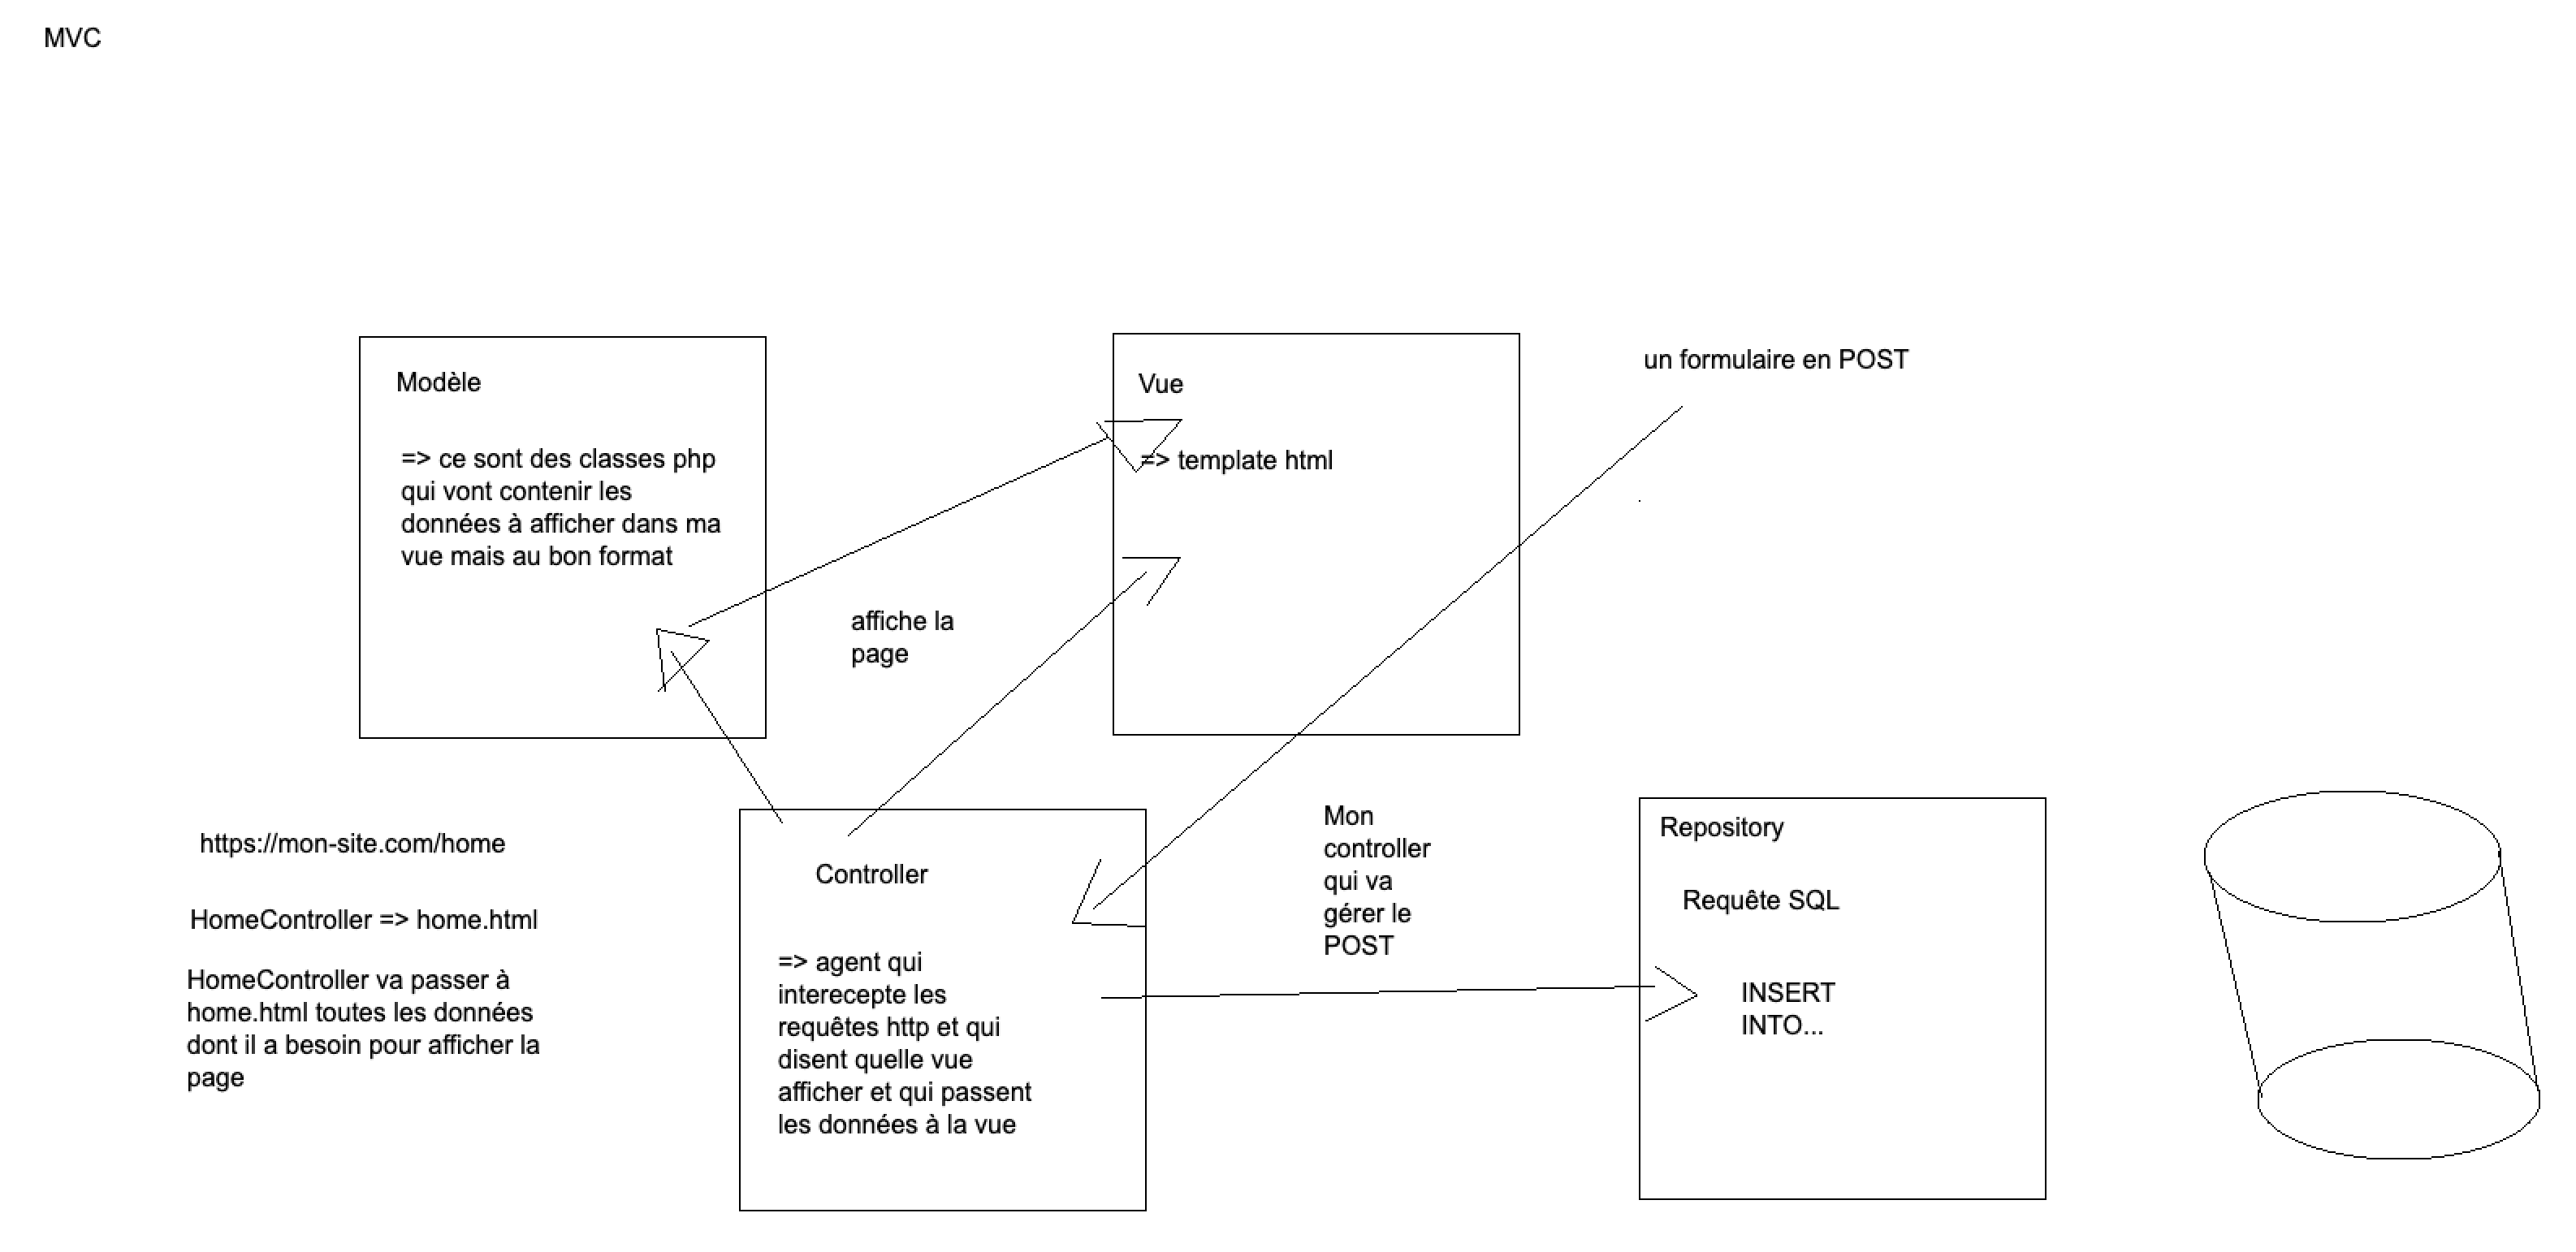 MVC
Modèle
=> ce sont des classes php
qui vont contenir les
données à afficher dans ma
vue mais au bon format
Vue
=> template html
un formulaire en POST
affiche la
page
https://mon-site.com/home
HomeController => home.html
HomeController va passer à
home.html toutes les données
dont il a besoin pour afficher la
page
Controller
=> agent qui
interecepte les
requêtes http et qui
disent quelle vue
afficher et qui passent
les données à la vue
Mon
controller
qui va
gérer le
POST
Repository
Requête SQL
INSERT
INTO...